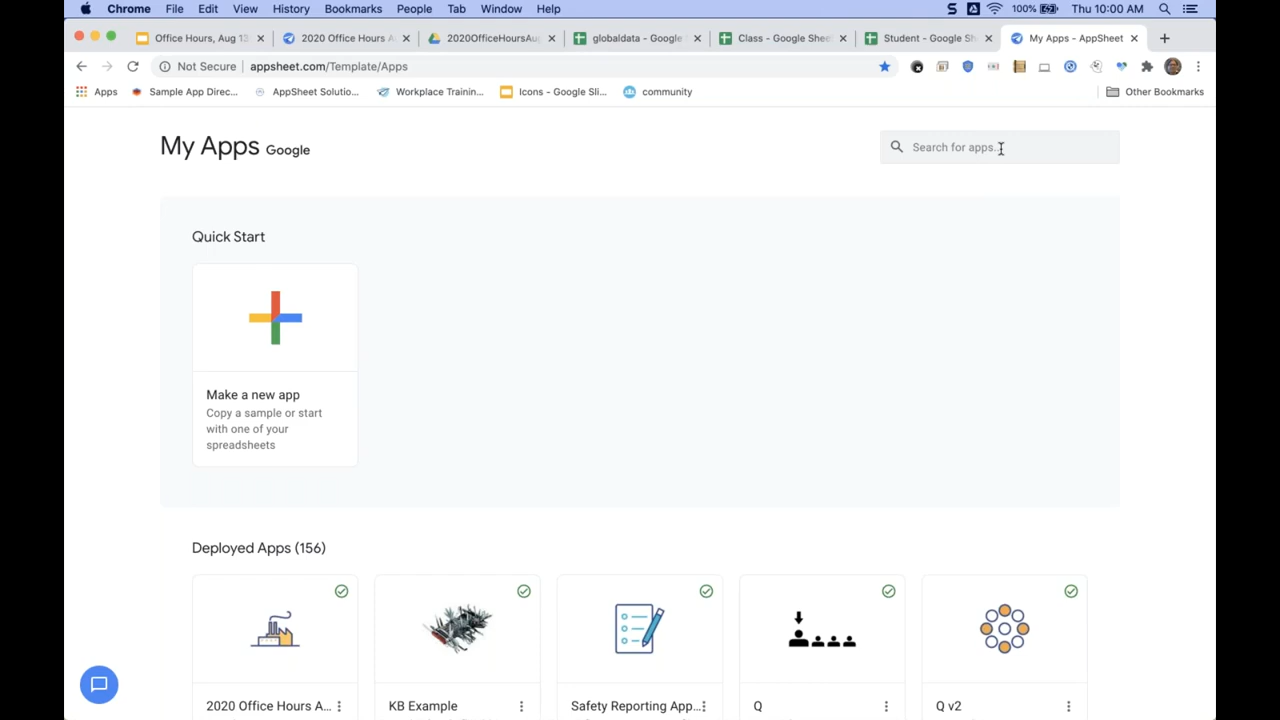 Chrome File Edit View History Bookmarks People Tab Window Help S 100% Thu 10:00 AM
Office Hours, Aug 13 2020 Office Hours A 2020OfficeHoursAug globaldata - Google Class - Google Shee Student - Google Sh My Apps - AppSheet
Not Secure appsheet.com/Template/Apps
Apps Sample App Direc... AppSheet Solutio... Workplace Trainin... Icons - Google Sli... community Other Bookmarks
My Apps Google
Search for apps...
Quick Start
Make a new app
Copy a sample or start
with one of your
spreadsheets
Deployed Apps (156)
2020 Office Hours A... KB Example Safety Reporting App... Q Q v2